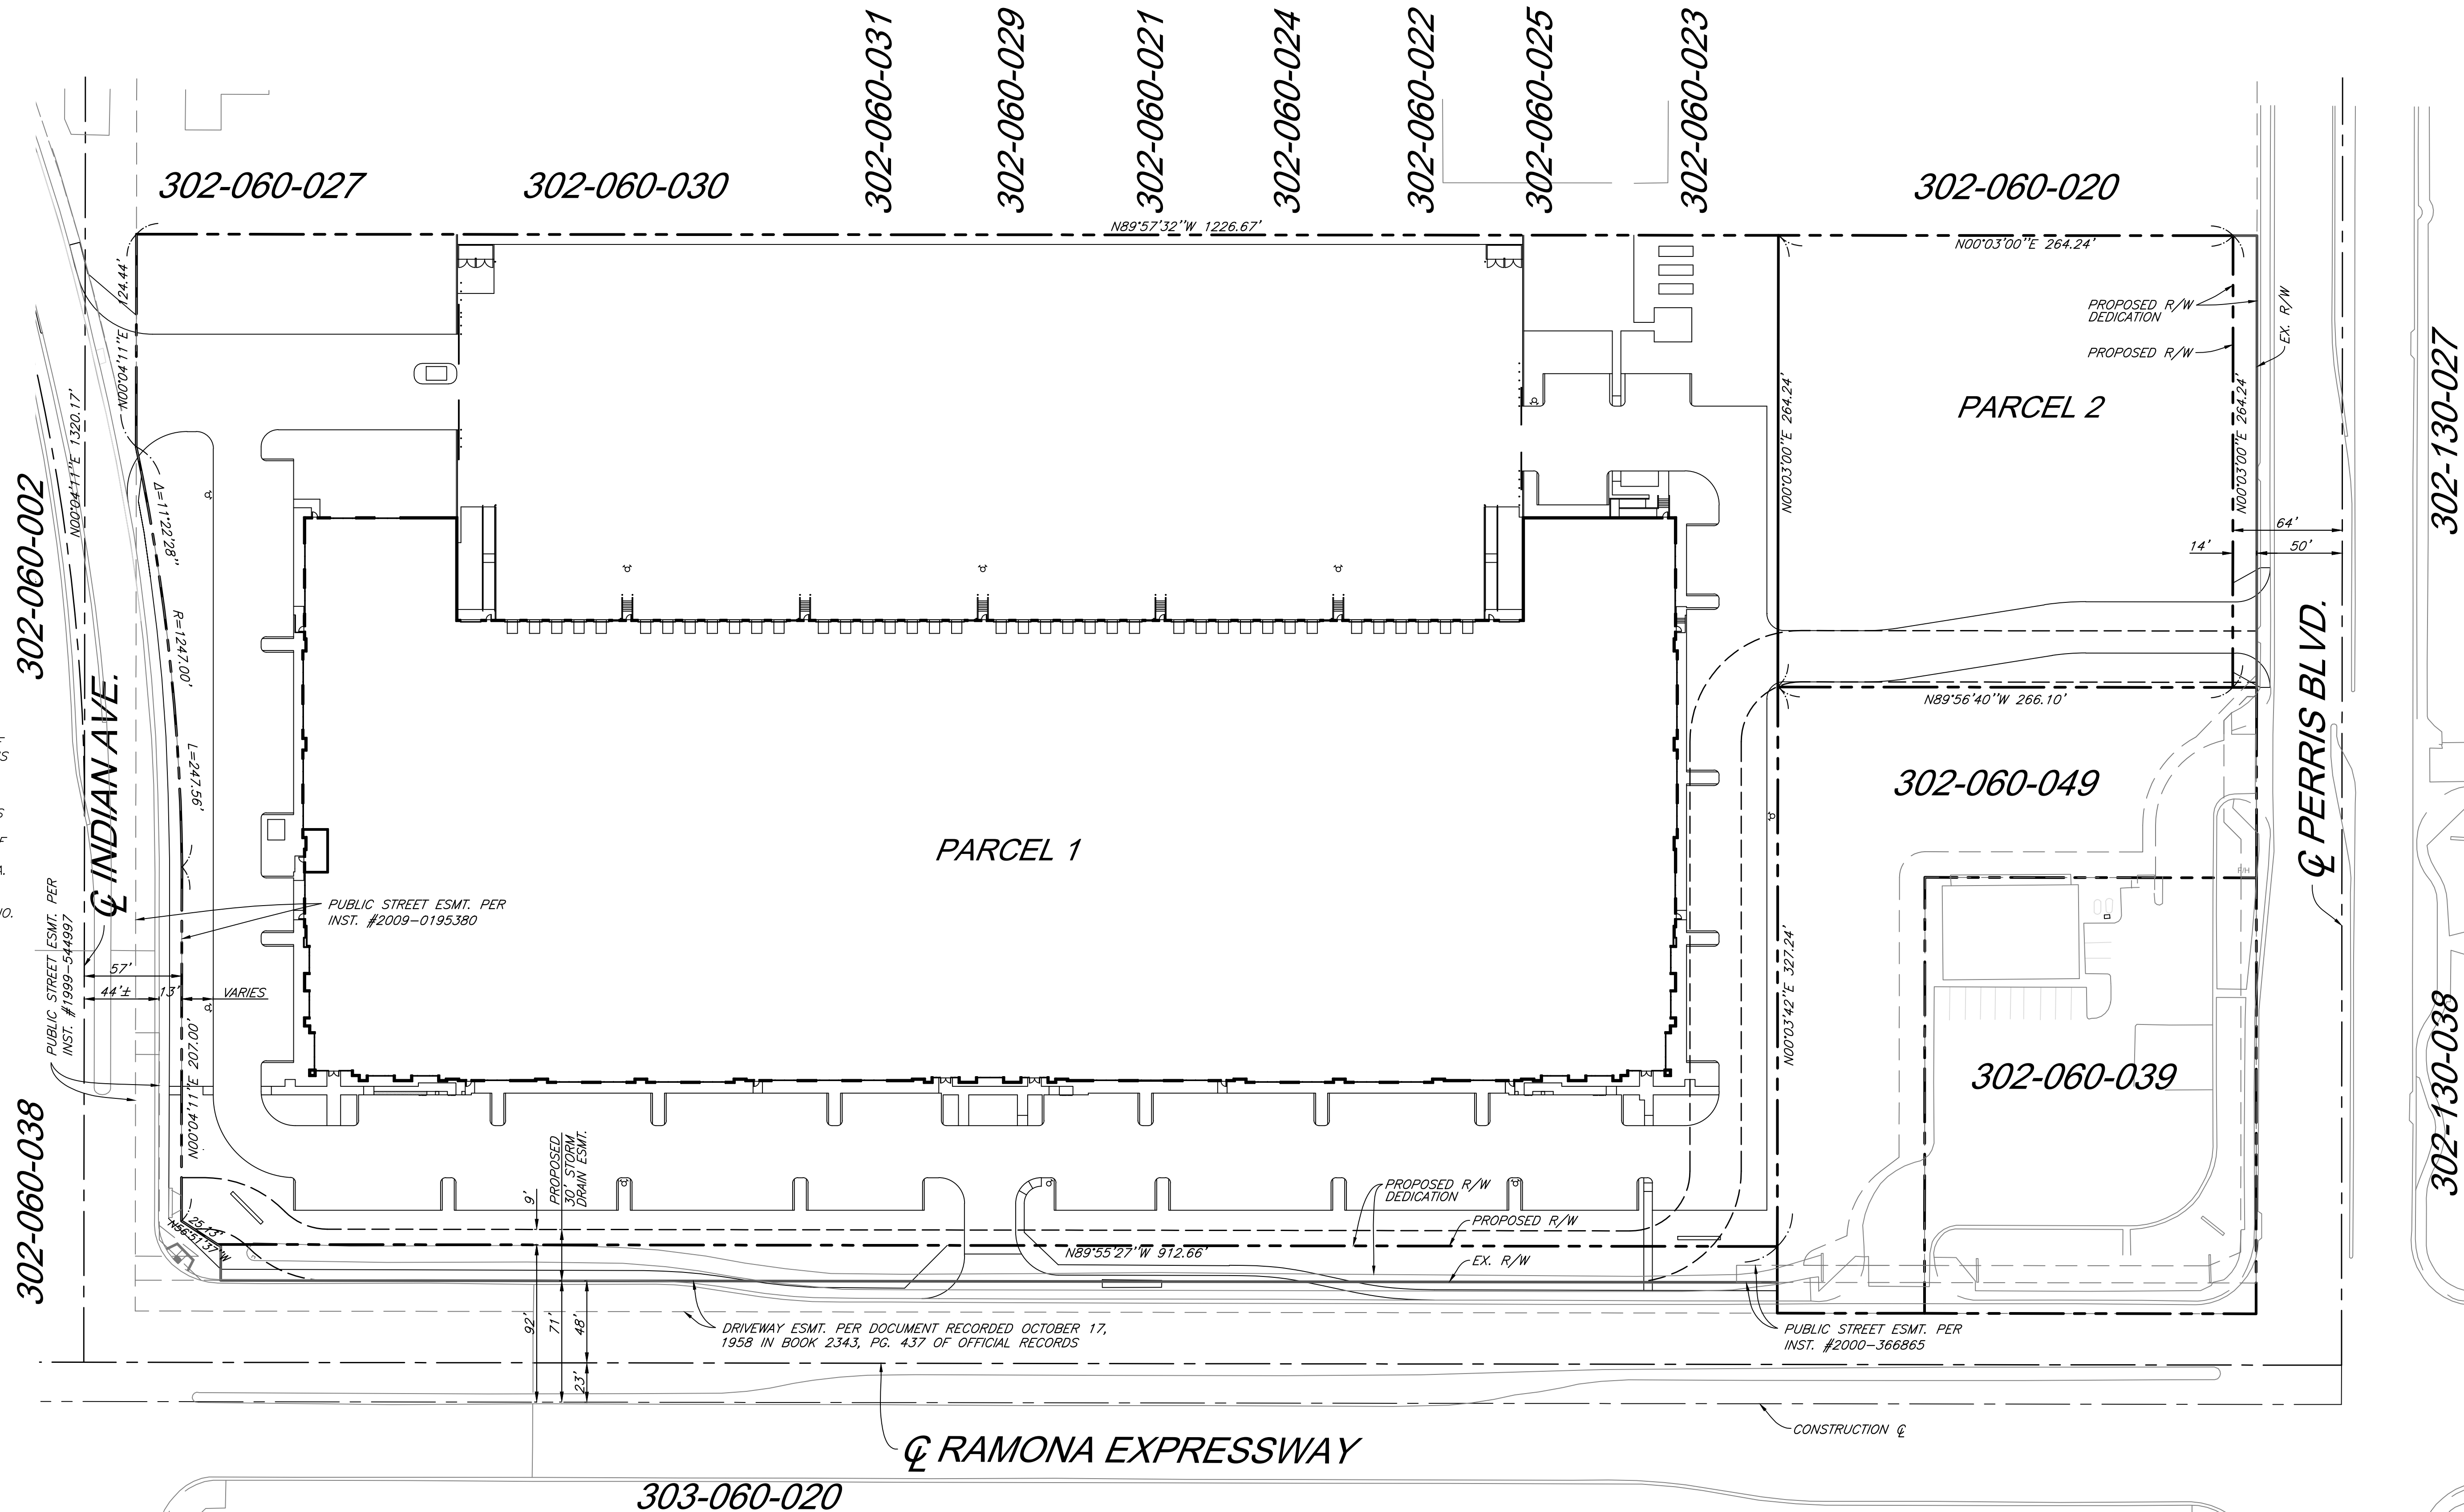 302-060-031
302-060-029
302-060-021
302-060-024
302-060-022
302-060-025
302-060-023
302-060-027
302-060-030
302-060-020
N89°57'32"W 1226.67'
N00°03'00"E 264.24'
124.44'
N00°04'11"E
N00°04'11"E 1320.17'
PROPOSED R/W
DEDICATION
PROPOSED R/W
EX. R/W
PARCEL 2
N00°03'00"E 264.24'
N00°03'00"E 264.24'
302-130-027
302-060-002
Δ=11°22'28"
R=1247.00'
L=247.56'
64'
14'
50'
℄ INDIAN AVE.
℄ PERRIS BLVD.
N89°56'40"W 266.10'
302-060-049
PARCEL 1
PUBLIC STREET ESMT. PER
INST. #2009-0195380
PUBLIC STREET ESMT. PER
INST. #1999-544997
57'
44'±
13'
VARIES
N00°04'11"E 207.00'
N00°03'42"E 327.24'
302-060-039
302-130-038
302-060-038
25.13'
N56°51'37"W
9'
PROPOSED
30' STORM
DRAIN ESMT.
PROPOSED R/W
DEDICATION
PROPOSED R/W
N89°55'27"W 912.66'
EX. R/W
92'
71'
48'
23'
DRIVEWAY ESMT. PER DOCUMENT RECORDED OCTOBER 17,
1958 IN BOOK 2343, PG. 437 OF OFFICIAL RECORDS
PUBLIC STREET ESMT. PER
INST. #2000-366865
CONSTRUCTION ℄
℄ RAMONA EXPRESSWAY
303-060-020